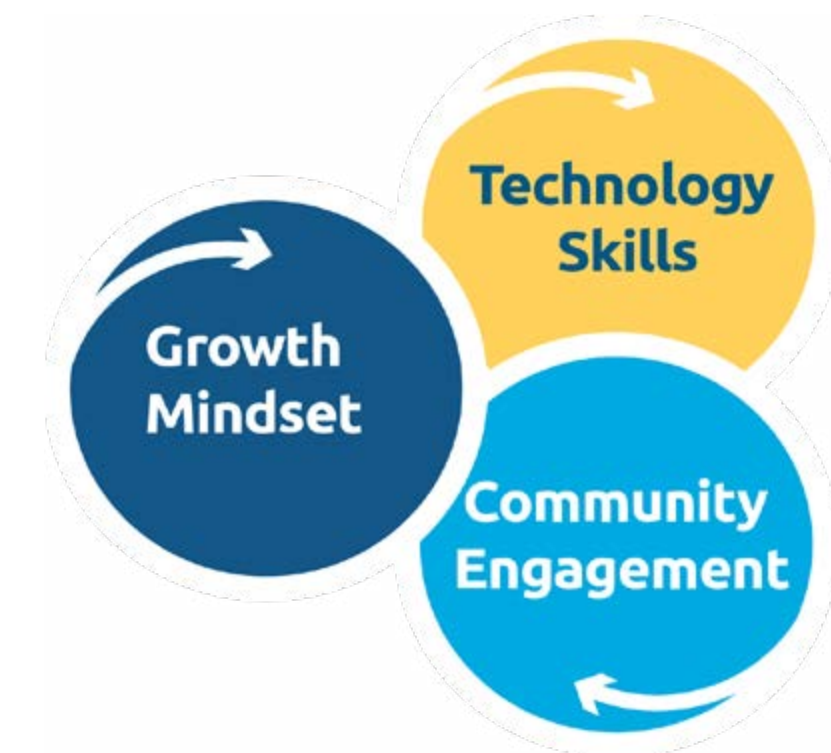 Technology
Skills
Growth
Mindset
Community
Engagement